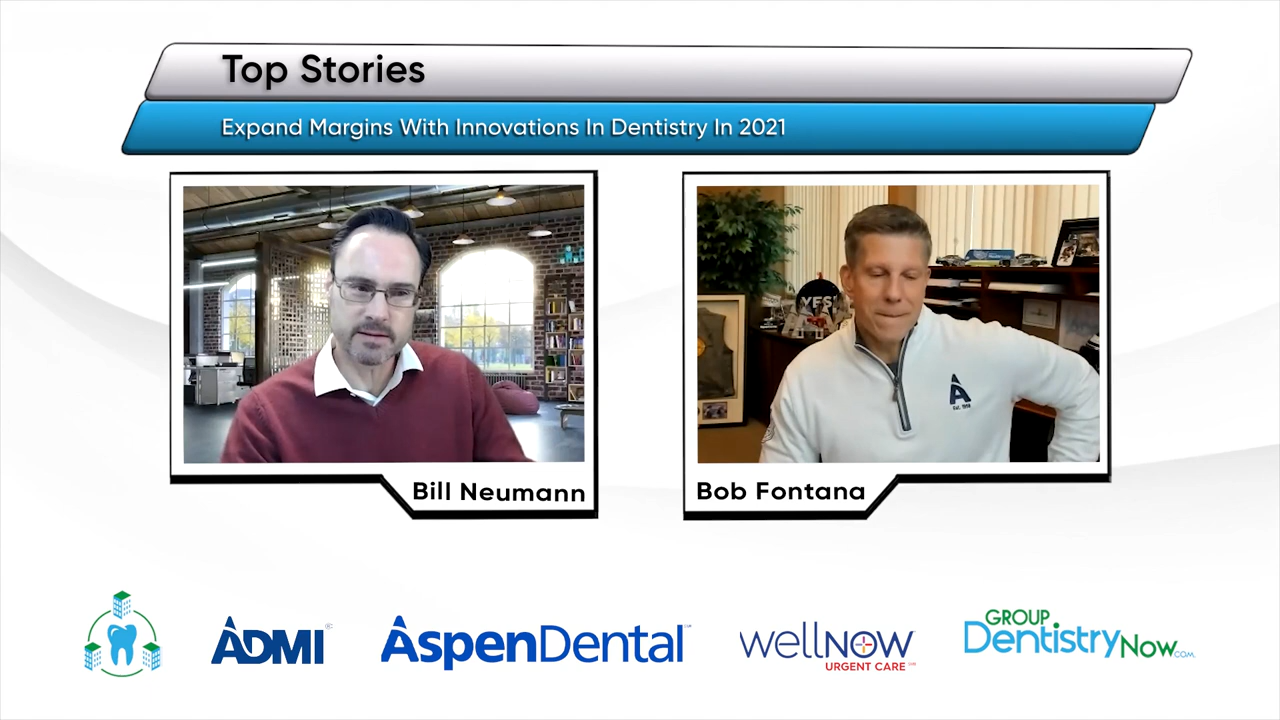 Top Stories
Expand Margins With Innovations In Dentistry In 2021
YES!
A
Bill Neumann
Bob Fontana
ADMI
AspenDental
wellnow
URGENT CARE
GROUP
DentistryNow.COM.